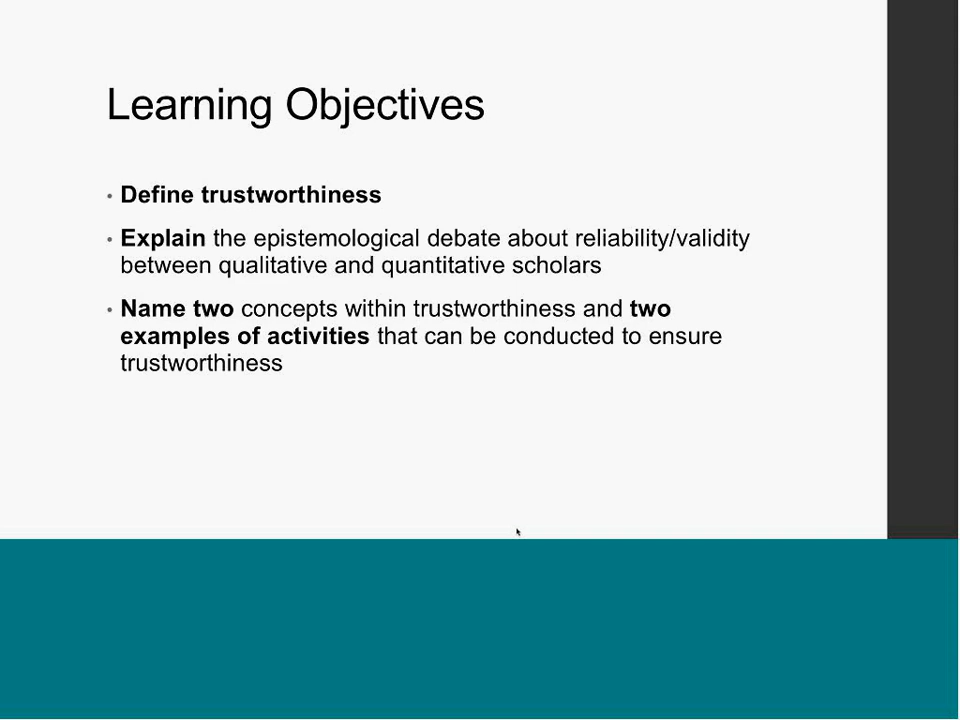 Learning Objectives
• Define trustworthiness
• Explain the epistemological debate about reliability/validity
between qualitative and quantitative scholars
• Name two concepts within trustworthiness and two
examples of activities that can be conducted to ensure
trustworthiness